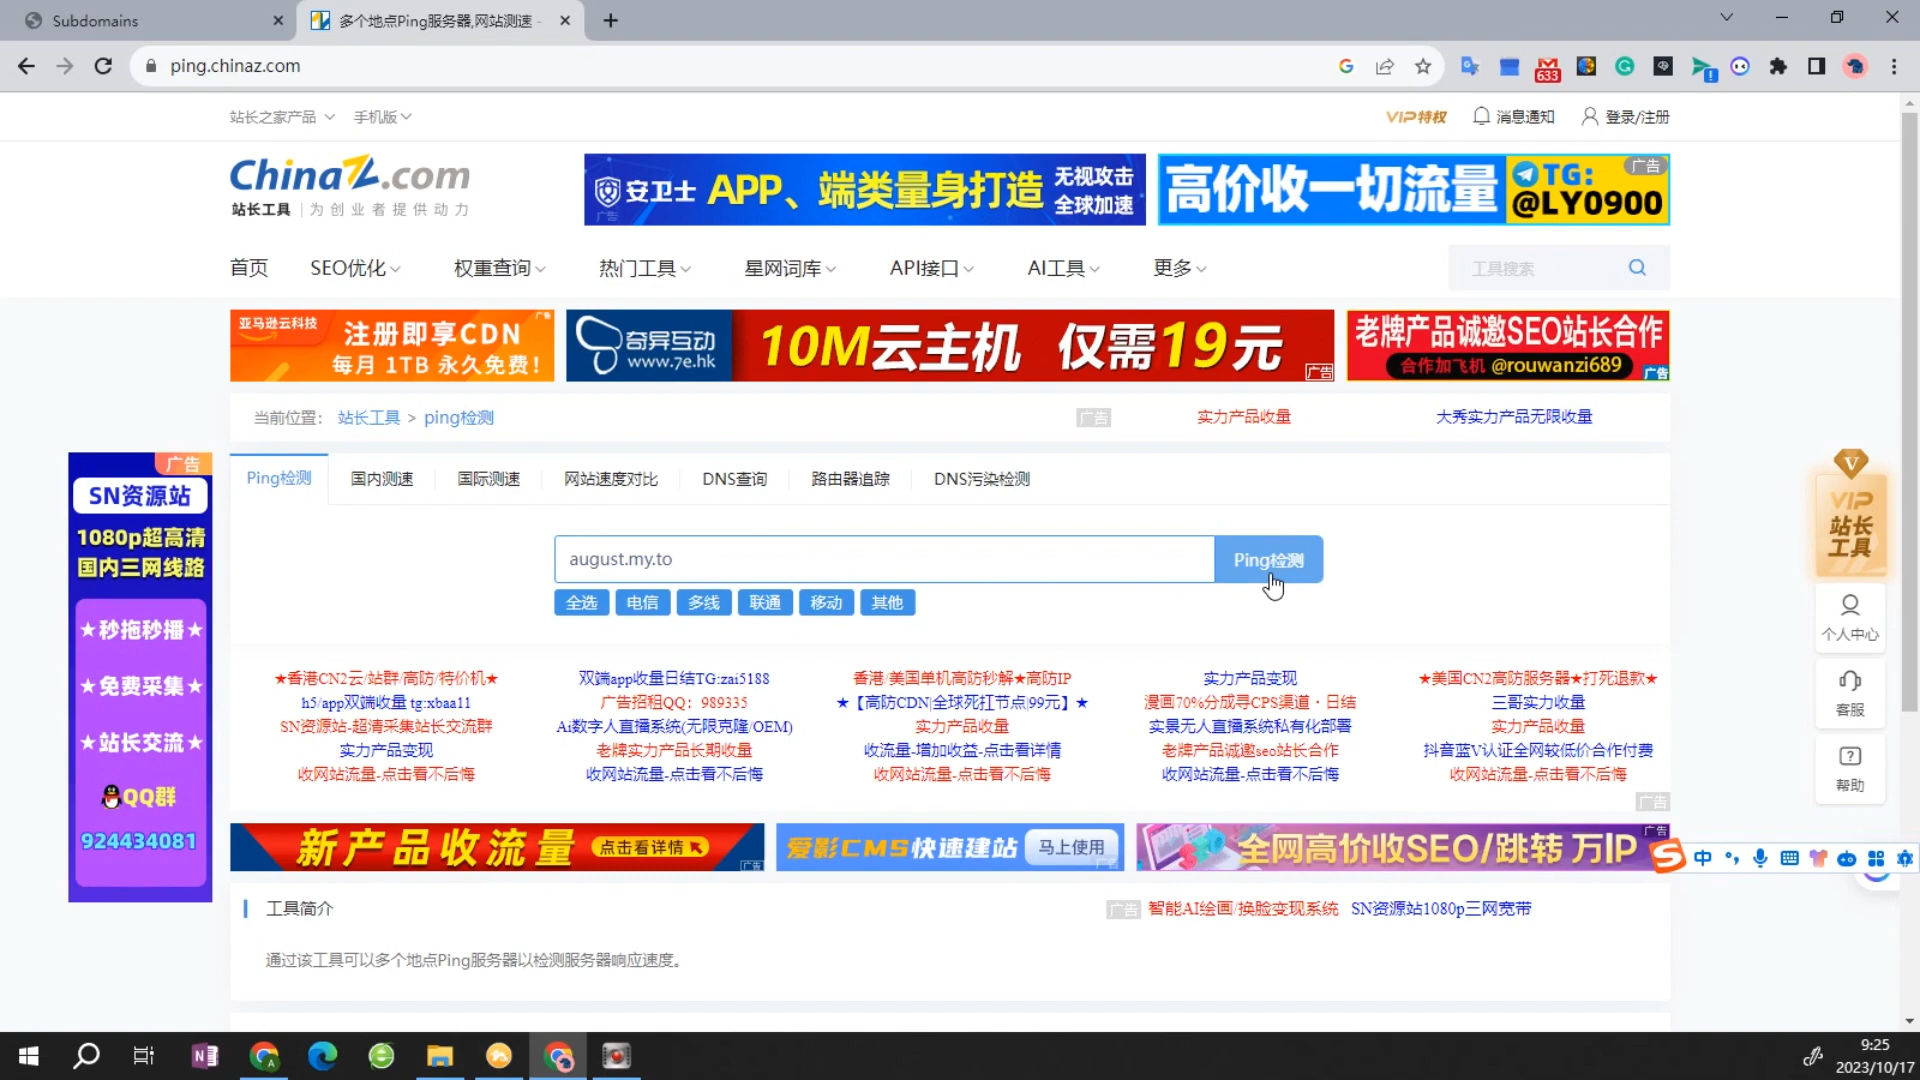 Subdomains
多个地点Ping服务器,网站测速 -
ping.chinaz.com
633
站长之家产品
手机版
VIP特权
消息通知
登录/注册
ChinaZ.com
站长工具
为创业者提供动力
安卫士
APP、端类量身打造
无视攻击
全球加速
广告
高价收一切流量
TG:
@LY0900
广告
首页
SEO优化
权重查询
热门工具
星网词库
API接口
AI工具
更多
工具搜索
亚马逊云科技
注册即享CDN
每月 1TB 永久免费!
广告
奇异互动
www.7e.hk
10M云主机 仅需19元
广告
老牌产品诚邀SEO站长合作
合作加飞机 @rouwanzi689
广告
当前位置: 站长工具 > ping检测
广告
实力产品收量
大秀实力产品无限收量
广告
SN资源站
1080p超高清
国内三网线路
★秒拖秒播★
★免费采集★
★站长交流★
QQ群
924434081
Ping检测
国内测速
国际测速
网站速度对比
DNS查询
路由器追踪
DNS污染检测
august.my.to
Ping检测
全选
电信
多线
联通
移动
其他
V
VIP
站长
工具
个人中心
客服
帮助
★香港CN2云/站群/高防/特价机★
双端app收量日结TG:zai5188
香港/美国单机高防秒解★高防IP
实力产品变现
★美国CN2高防服务器★打死退款★
h5/app双端收量 tg:xbaa11
广告招租QQ：989335
★【高防CDN|全球死扛节点|99元】★
漫画70%分成寻CPS渠道・日结
三哥实力收量
SN资源站-超清采集站长交流群
Ai数字人直播系统(无限克隆/OEM)
实力产品收量
实景无人直播系统私有化部署
实力产品收量
实力产品变现
老牌实力产品长期收量
收流量-增加收益-点击看详情
老牌产品诚邀seo站长合作
抖音蓝V认证全网较低价合作付费
收网站流量-点击看不后悔
收网站流量-点击看不后悔
收网站流量-点击看不后悔
收网站流量-点击看不后悔
收网站流量-点击看不后悔
广告
新产品收流量
点击看详情
广告
爱影CMS快速建站
马上使用
广告
全网高价收SEO/跳转 万IP
广告
中
工具简介
广告
智能AI绘画/换脸变现系统
SN资源站1080p三网宽带
通过该工具可以多个地点Ping服务器以检测服务器响应速度。
9:25
2023/10/17